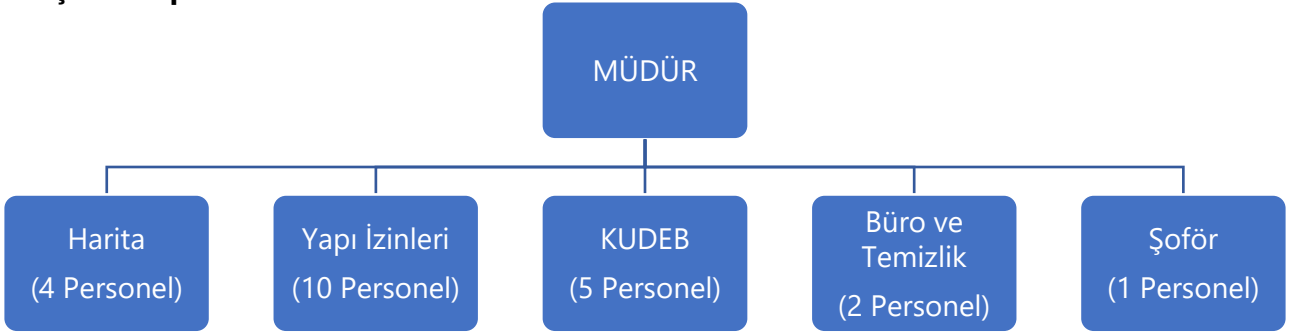 MÜDÜR
Harita
(4 Personel)
Yapı İzinleri
(10 Personel)
KUDEB
(5 Personel)
Büro ve
Temizlik
(2 Personel)
Şoför
(1 Personel)